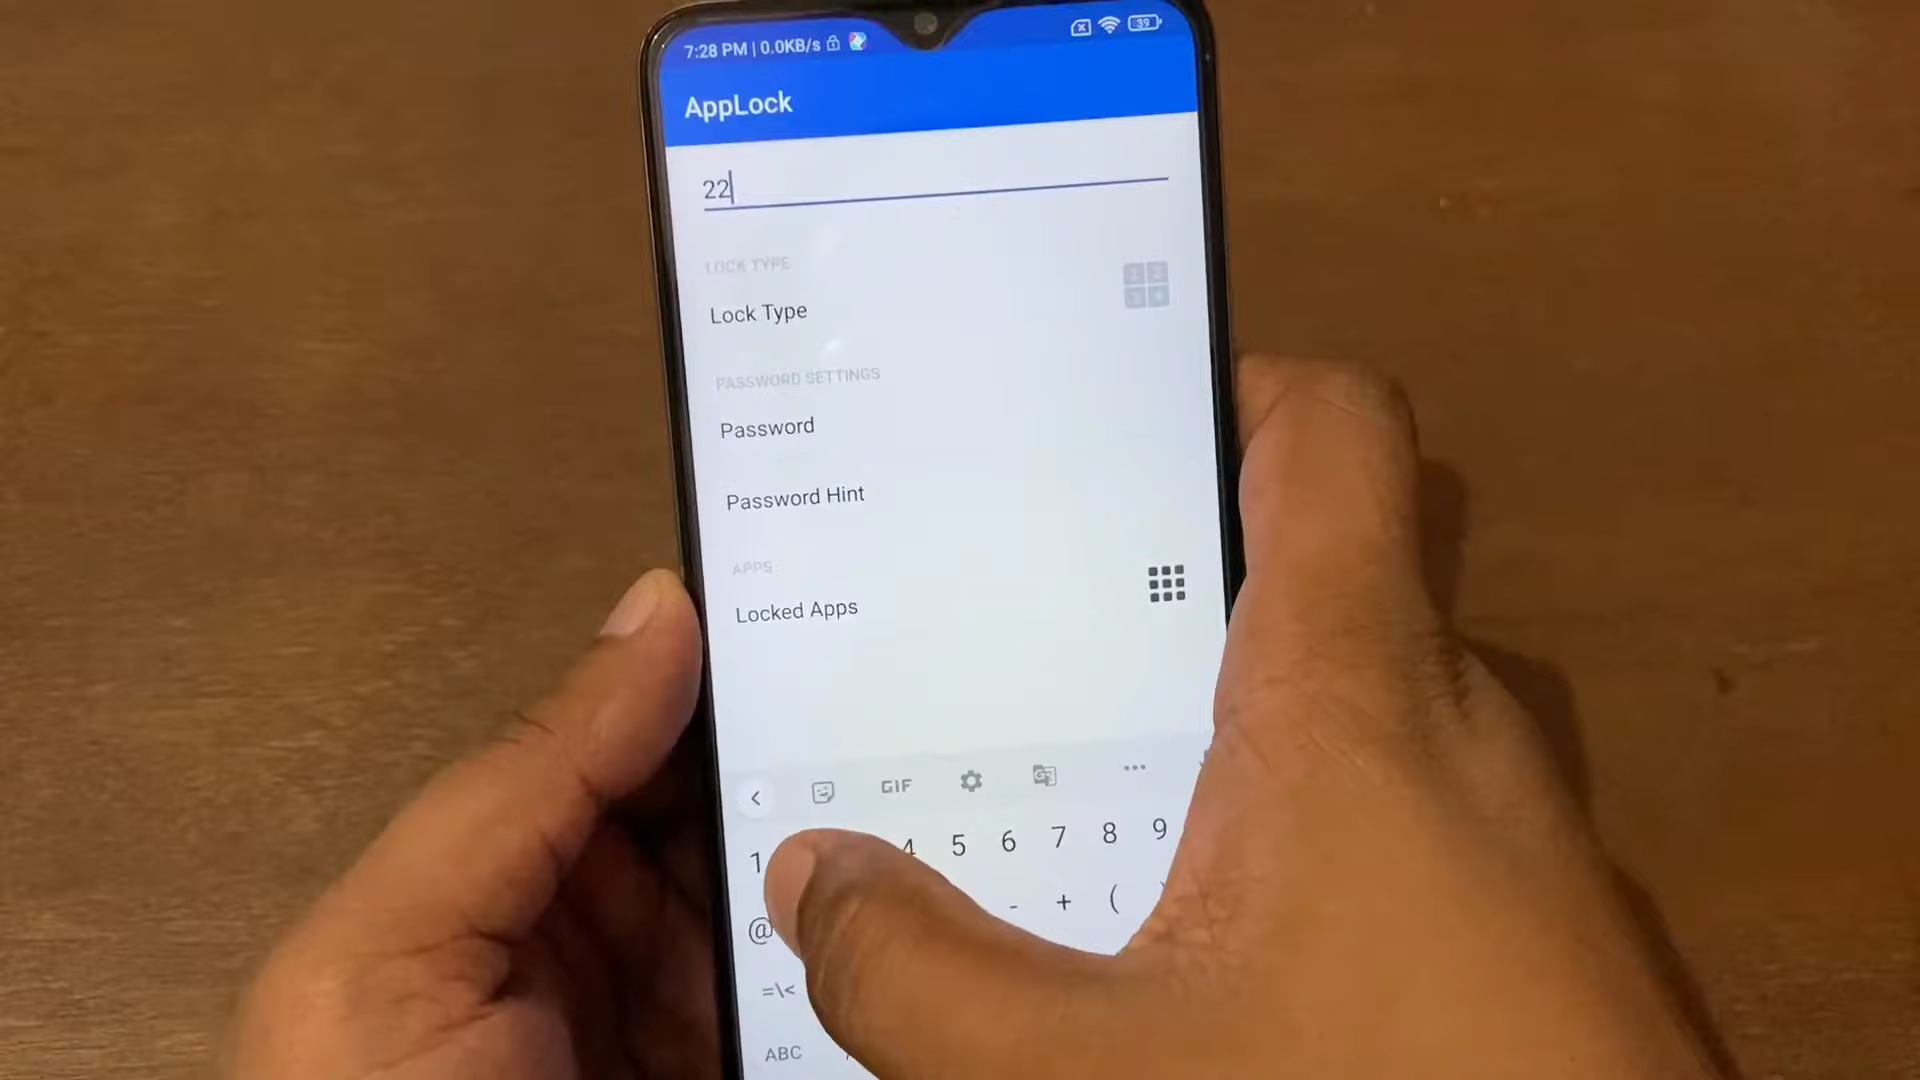 7:28 PM | 0.0KB/s 39
AppLock
22
LOCK TYPE
Lock Type
PASSWORD SETTINGS
Password
Password Hint
APPS
Locked Apps
GIF
1 4 5 6 7 8 9
@ - + ( )
=\<
ABC